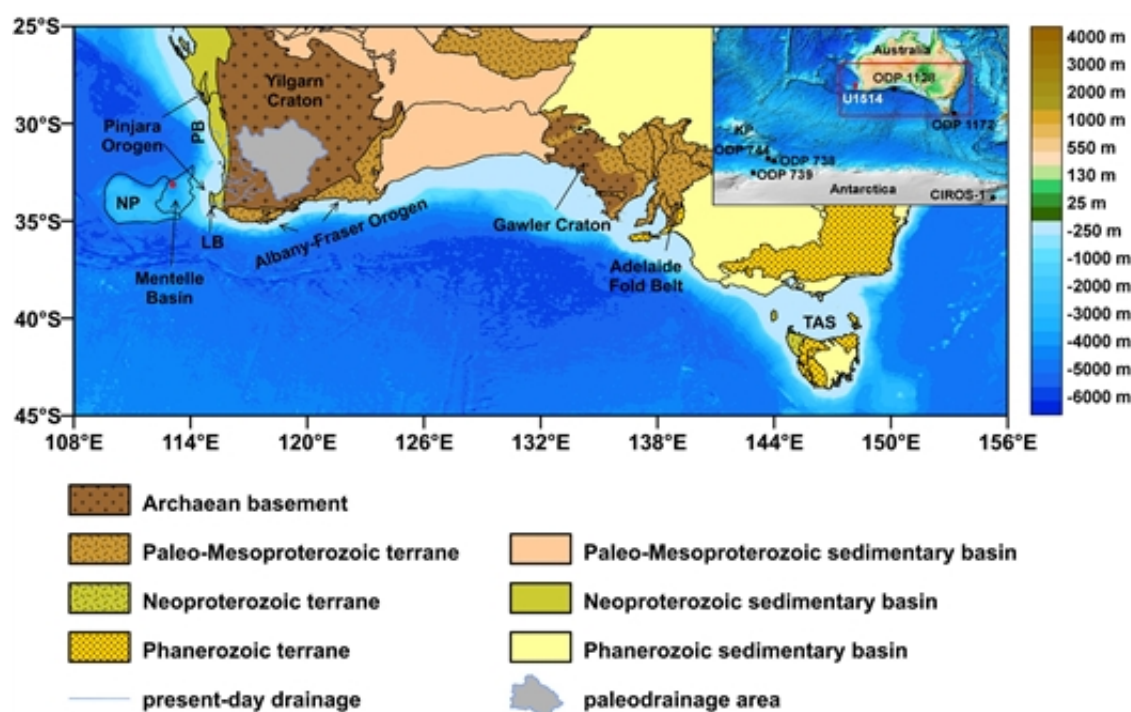 25°S
30°S
35°S
40°S
45°S
108°E
114°E
120°E
126°E
132°E
138°E
144°E
150°E
156°E
Yilgarn
Craton
Pinjara
Orogen
PB
NP
LB
Mentelle
Basin
Albany-Fraser Orogen
Gawler Craton
Adelaide
Fold Belt
TAS
Australia
ODP 1128
U1514
ODP 1172
KP
ODP 744
ODP 738
ODP 739
Antarctica
CIROS-1
4000 m
3000 m
2000 m
1000 m
550 m
130 m
25 m
-250 m
-1000 m
-2000 m
-3000 m
-4000 m
-5000 m
-6000 m
Archaean basement
Paleo-Mesoproterozoic terrane
Paleo-Mesoproterozoic sedimentary basin
Neoproterozoic terrane
Neoproterozoic sedimentary basin
Phanerozoic terrane
Phanerozoic sedimentary basin
present-day drainage
paleodrainage area